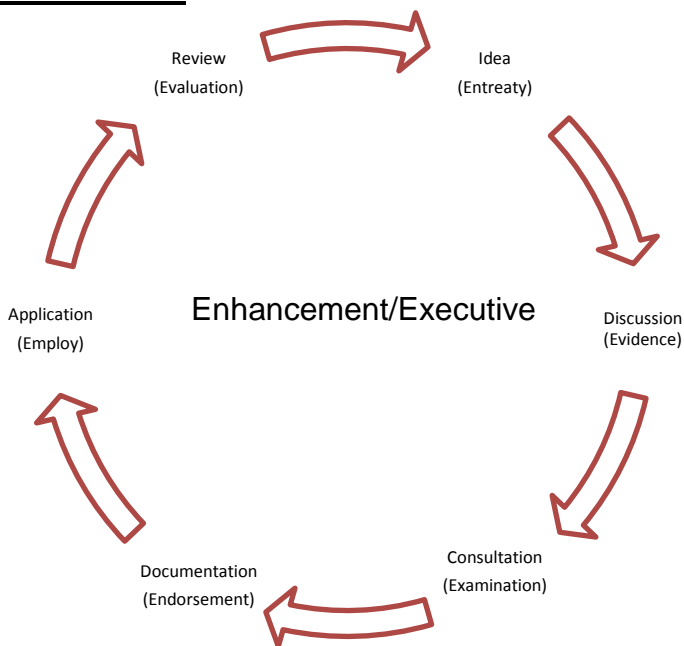 Review
(Evaluation)
Idea
(Entreaty)
Enhancement/Executive
Discussion
(Evidence)
Consultation
(Examination)
Documentation
(Endorsement)
Application
(Employ)